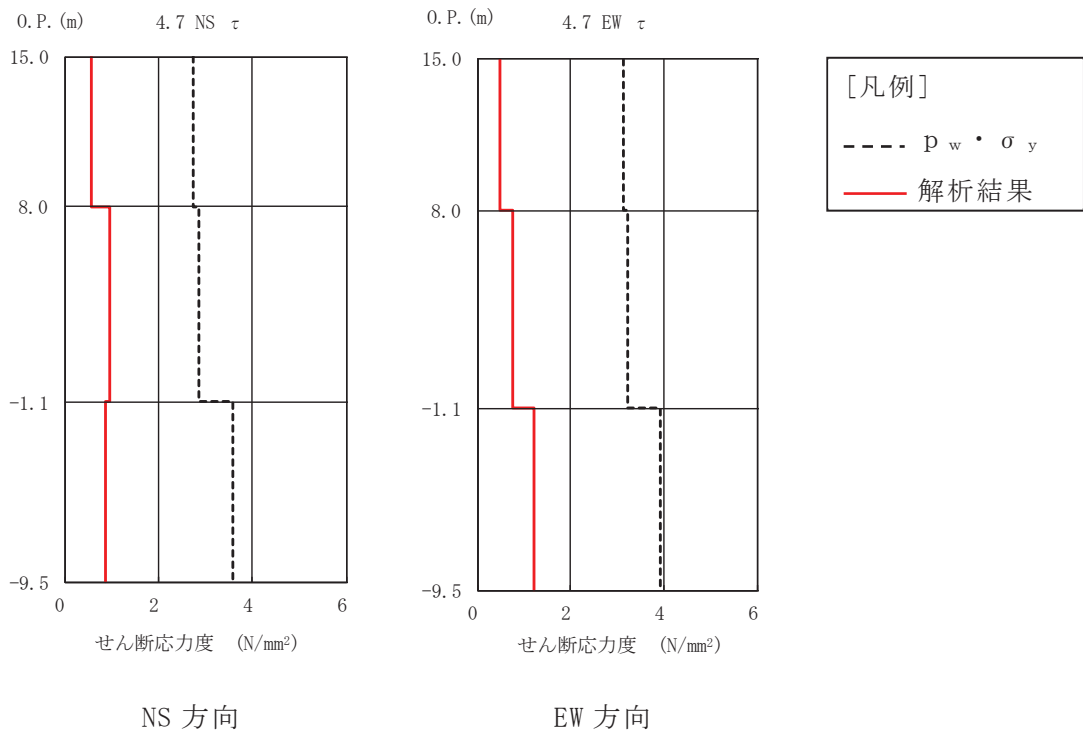 O.P.(m)
4.7 NS τ
15.0
8.0
-1.1
-9.5
0
2
4
6
せん断応力度 (N/mm²)
NS 方向
O.P.(m)
4.7 EW τ
15.0
8.0
-1.1
-9.5
0
2
4
6
せん断応力度 (N/mm²)
EW 方向
[凡例]
p w ・ σ y
解析結果